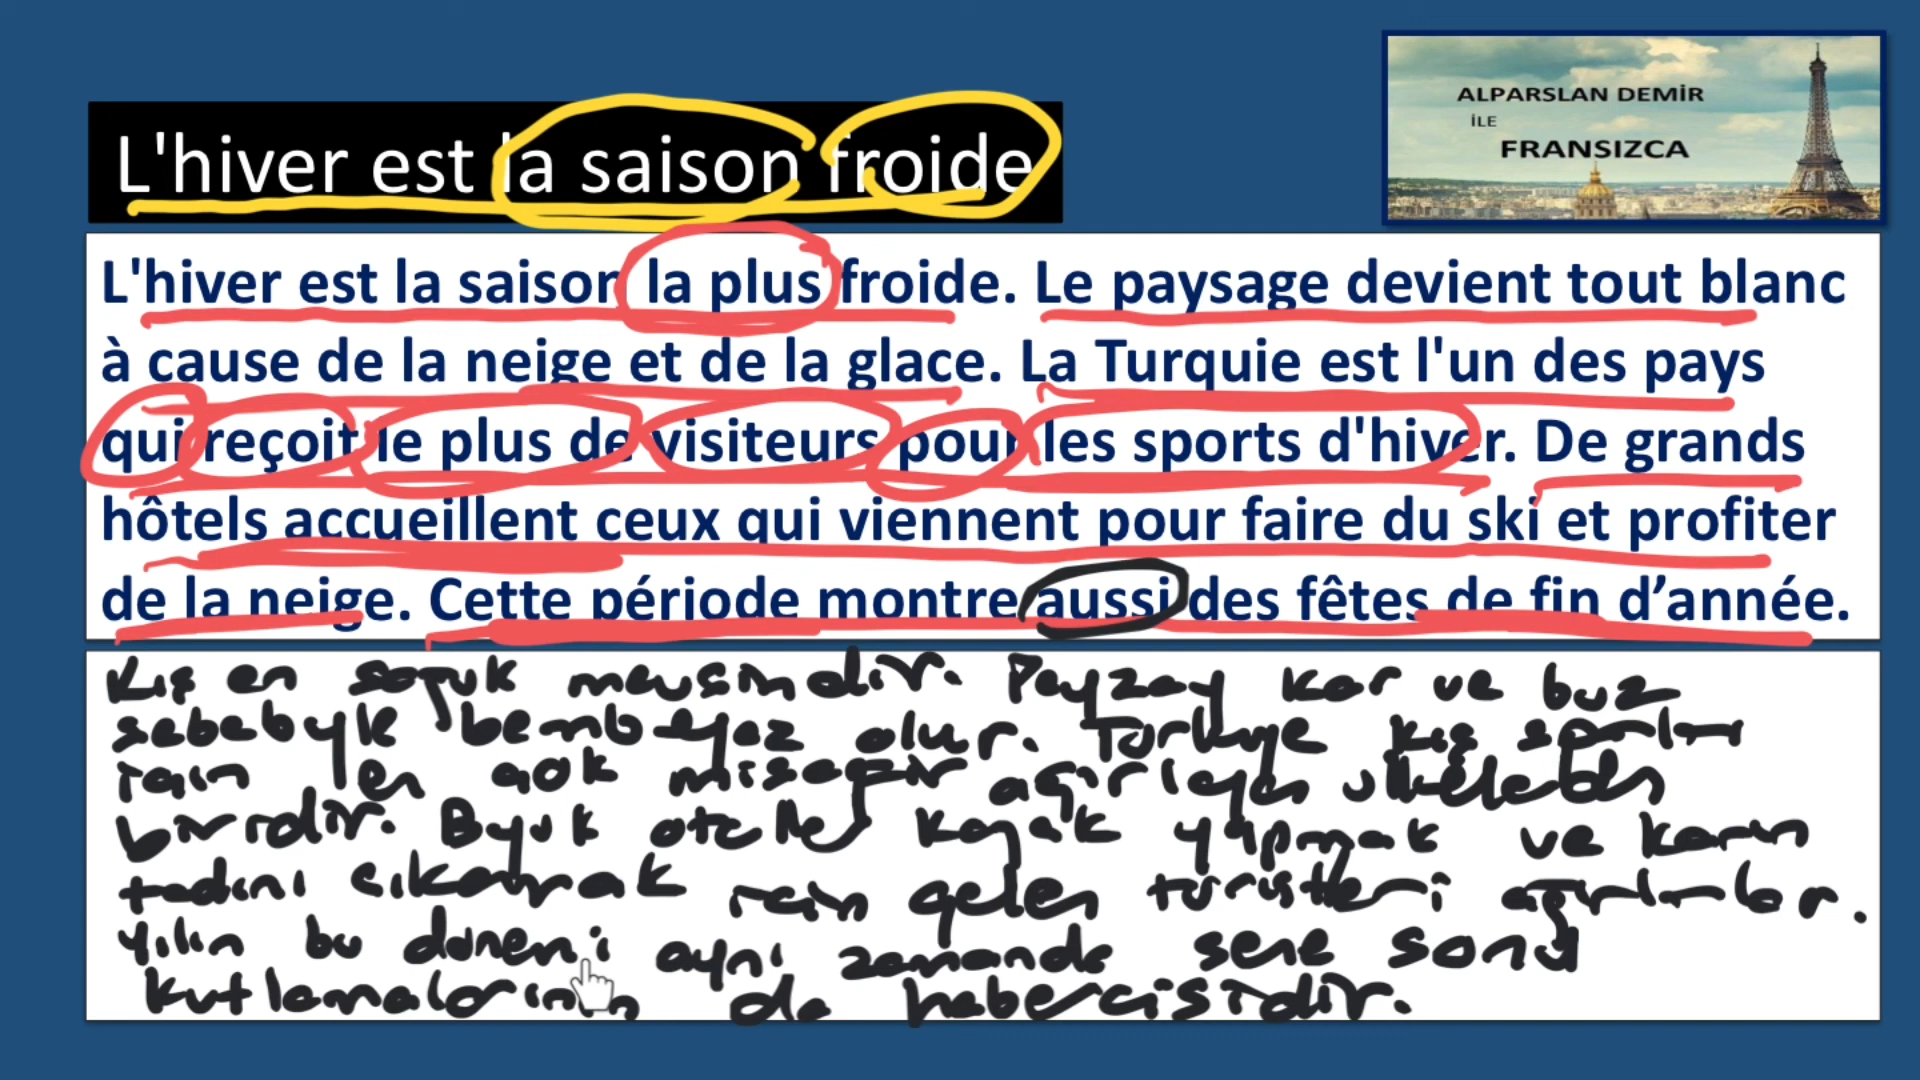 ALPARSLAN DEMİR
İLE
FRANSIZCA
L'hiver est la saison froide
L'hiver est la saison la plus froide. Le paysage devient tout blanc
à cause de la neige et de la glace. La Turquie est l'un des pays
qui reçoit le plus de visiteurs pour les sports d'hiver. De grands
hôtels accueillent ceux qui viennent pour faire du ski et profiter
de la neige. Cette période montre aussi des fêtes de fin d’année.
Kış en soğuk mevsimdir. Peyzaj kar ve buz
sebebyle bembeyaz olur. Türkiye kış sporları
için en çok misafir ağırlayan ülkelerden
biridir. Büyük oteller kayak yapmak ve karın
tadını çıkarmak için gelen turistleri ağırlarlar.
yılın bu dönemi aynı zamanda sene sonu
kutlamalarının da habercisidir.